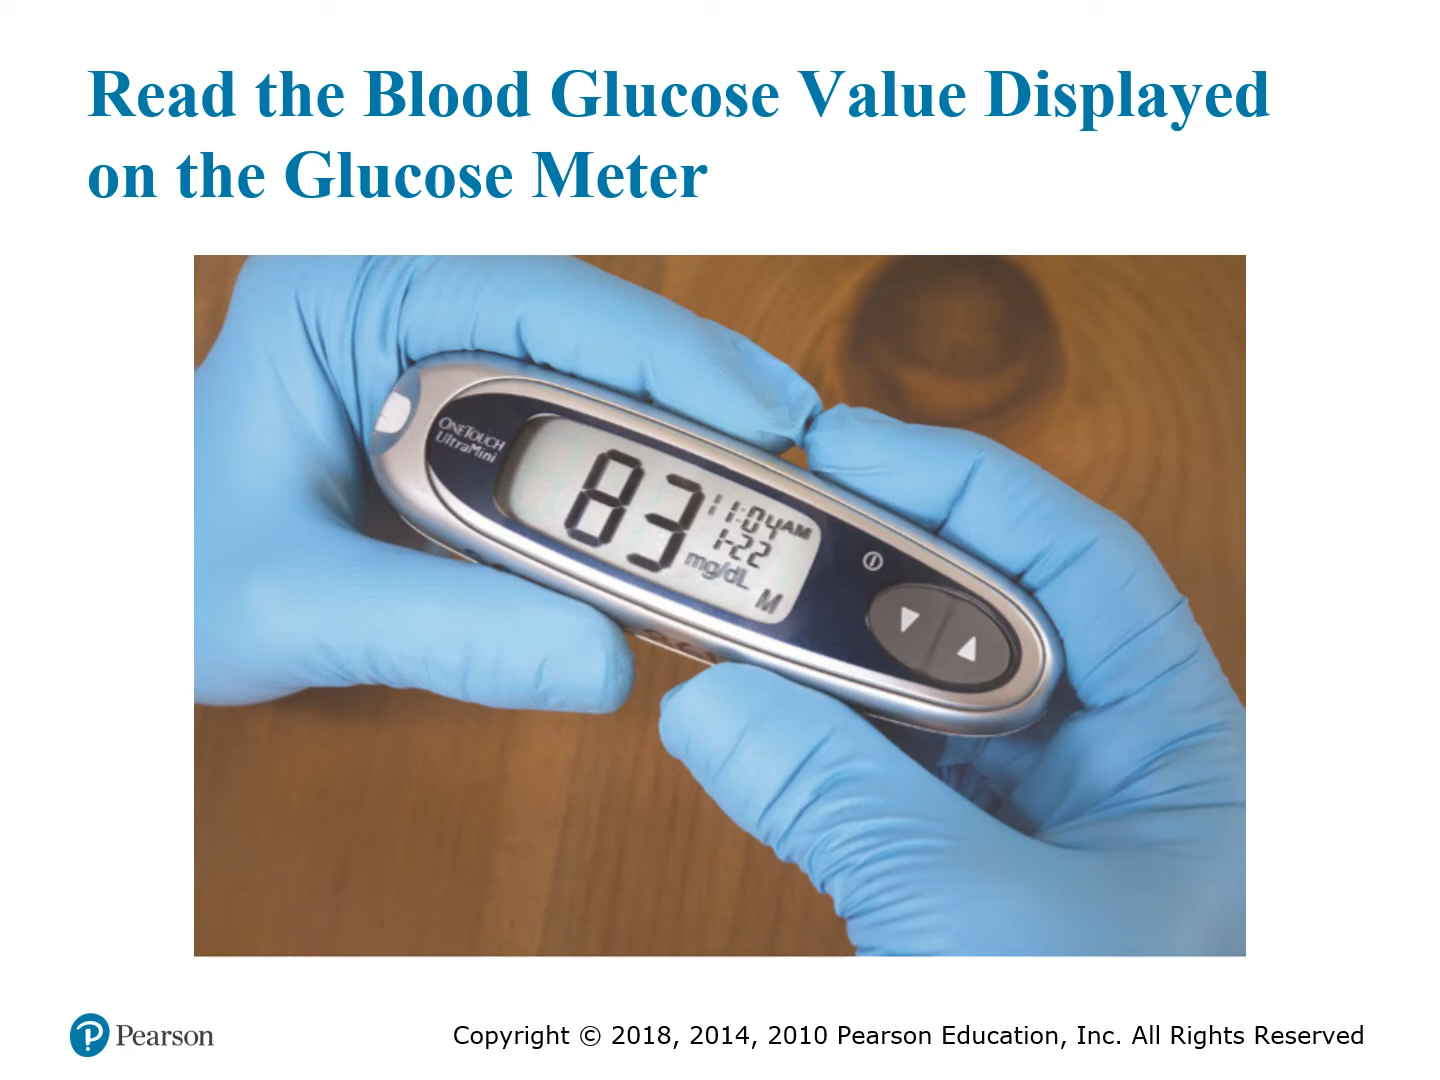 Read the Blood Glucose Value Displayed
on the Glucose Meter
ONETOUCH
UltraMini
83
11:04AM
1-22
mg/dL
M
Pearson
Copyright © 2018, 2014, 2010 Pearson Education, Inc. All Rights Reserved